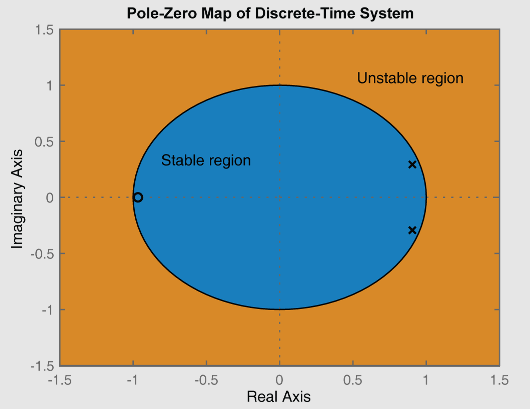 Pole-Zero Map of Discrete-Time System
1.5
Unstable region
1
0.5
Stable region
Imaginary Axis
0
-0.5
-1
-1.5
-1.5 -1 -0.5 0 0.5 1 1.5
Real Axis